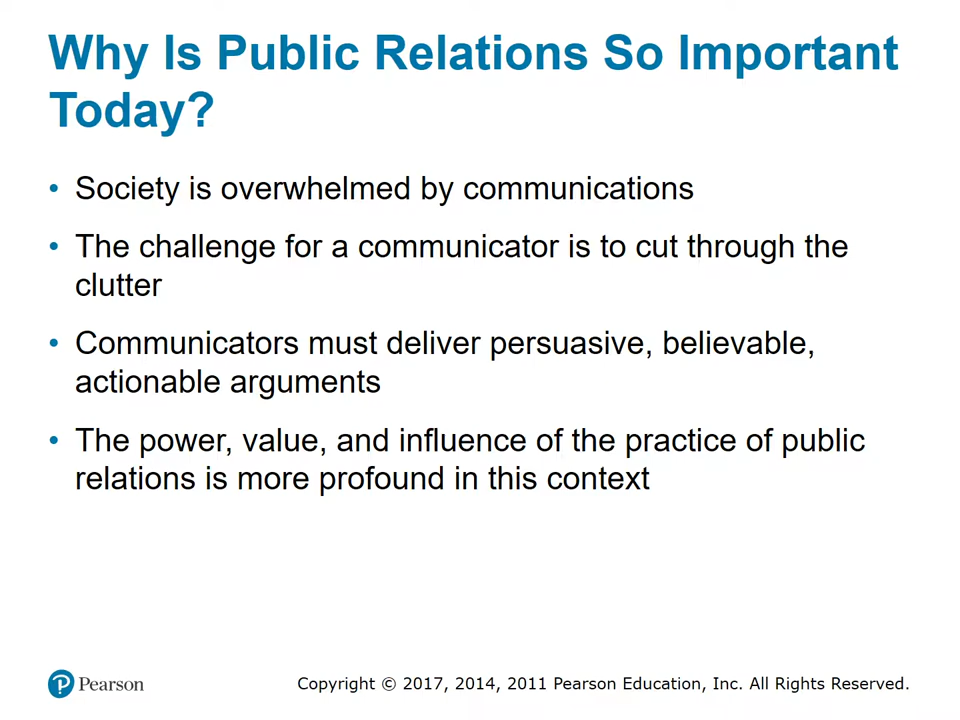 Why Is Public Relations So Important
Today?
• Society is overwhelmed by communications
• The challenge for a communicator is to cut through the
clutter
• Communicators must deliver persuasive, believable,
actionable arguments
• The power, value, and influence of the practice of public
relations is more profound in this context
Pearson
Copyright © 2017, 2014, 2011 Pearson Education, Inc. All Rights Reserved.